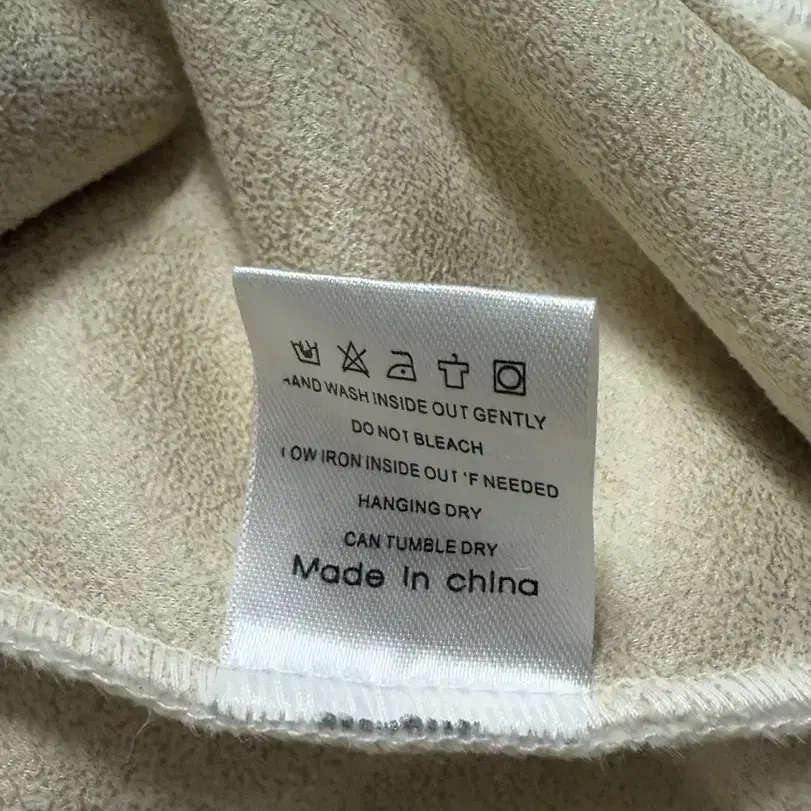 HAND WASH INSIDE OUT GENTLY
DO NOT BLEACH
LOW IRON INSIDE OUT IF NEEDED
HANGING DRY
CAN TUMBLE DRY
Made In china